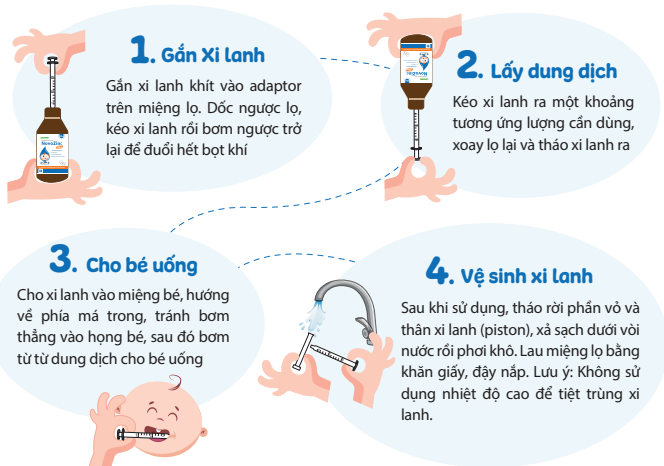 1. Gắn Xi lanh
Gắn xi lanh khít vào adaptor
trên miệng lọ. Dốc ngược lọ,
kéo xi lanh rồi bơm ngược trở
lại để đuổi hết bọt khí
NovaZinc
2. Lấy dung dịch
Kéo xi lanh ra một khoảng
tương ứng lượng cần dùng,
xoay lọ lại và tháo xi lanh ra
NovaZinc
3. Cho bé uống
Cho xi lanh vào miệng bé, hướng
về phía má trong, tránh bơm
thẳng vào họng bé, sau đó bơm
từ từ dung dịch cho bé uống
4. Vệ sinh xi lanh
Sau khi sử dụng, tháo rời phần vỏ và
thân xi lanh (piston), xả sạch dưới vòi
nước rồi phơi khô. Lau miệng lọ bằng
khăn giấy, đậy nắp. Lưu ý: Không sử
dụng nhiệt độ cao để tiệt trùng xi
lanh.